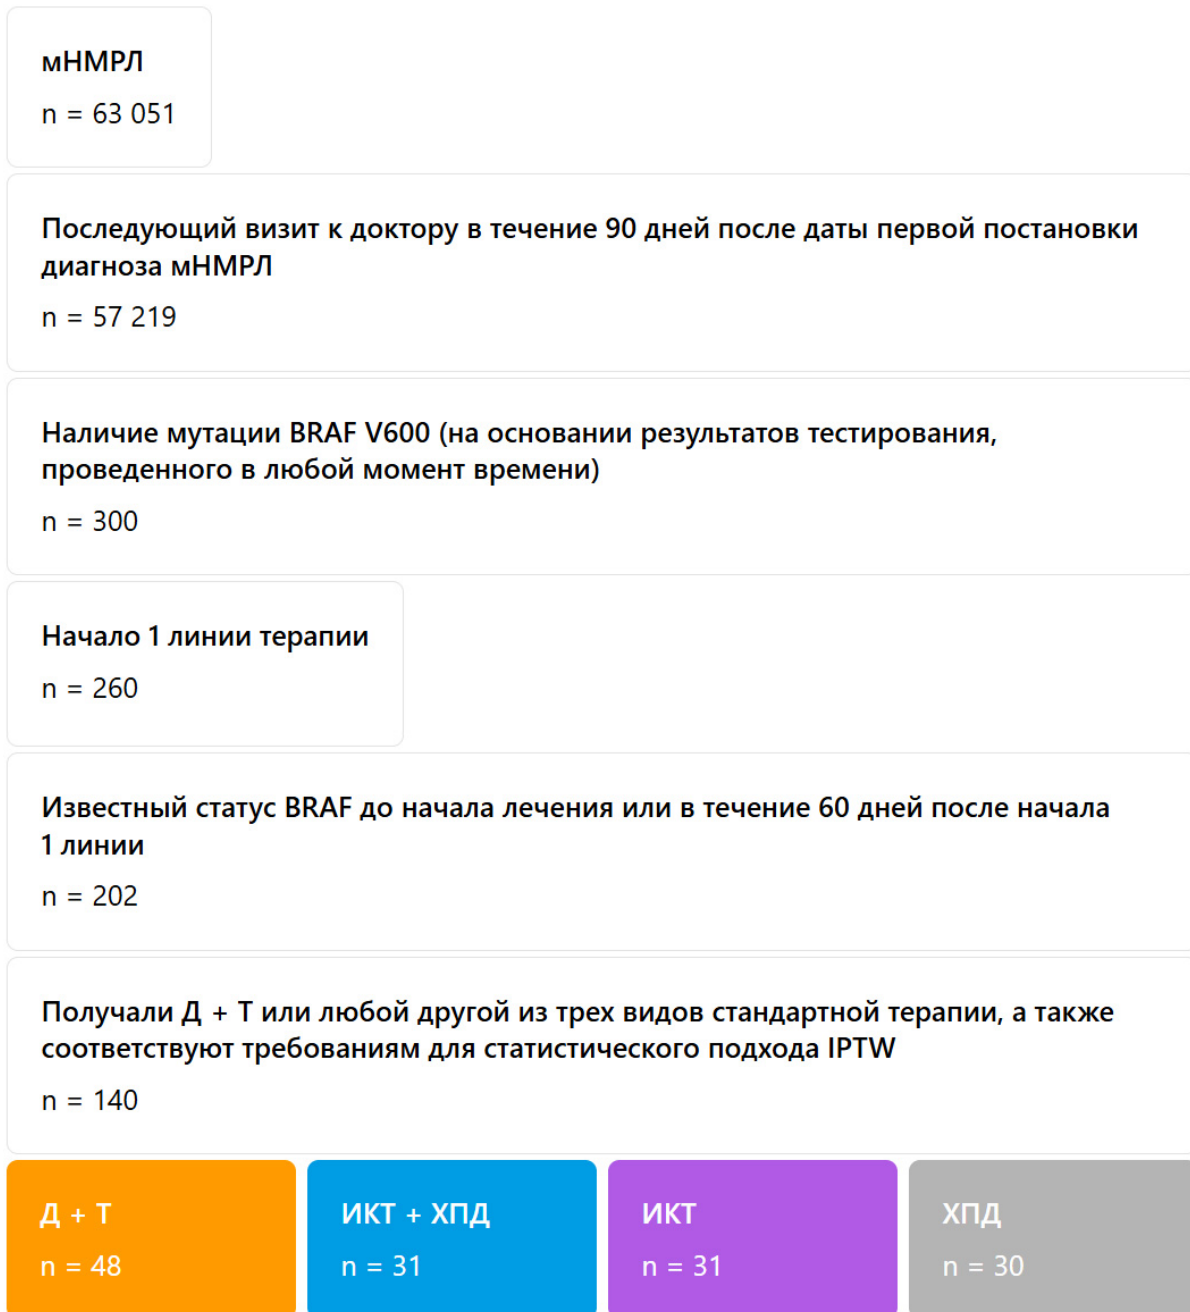 мНМРЛ
n = 63 051
Последующий визит к доктору в течение 90 дней после даты первой постановки
диагноза мНМРЛ
n = 57 219
Наличие мутации BRAF V600 (на основании результатов тестирования,
проведенного в любой момент времени)
n = 300
Начало 1 линии терапии
n = 260
Известный статус BRAF до начала лечения или в течение 60 дней после начала
1 линии
n = 202
Получали Д + Т или любой другой из трех видов стандартной терапии, а также
соответствуют требованиям для статистического подхода IPTW
n = 140
Д + Т
n = 48
ИКТ + ХПД
n = 31
ИКТ
n = 31
ХПД
n = 30